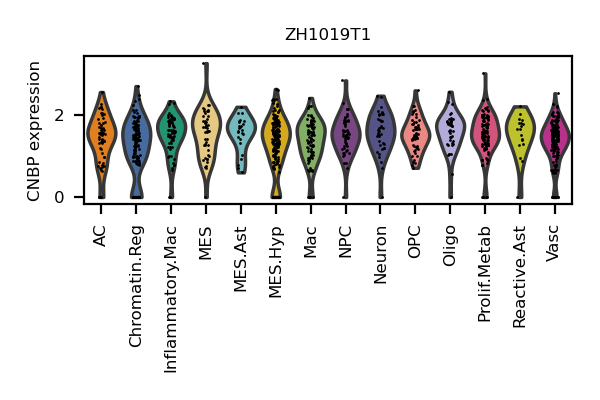 ZH1019T1
CNBP expression
2
0
AC
Chromatin.Reg
Inflammatory.Mac
MES
MES.Ast
MES.Hyp
Mac
NPC
Neuron
OPC
Oligo
Prolif.Metab
Reactive.Ast
Vasc